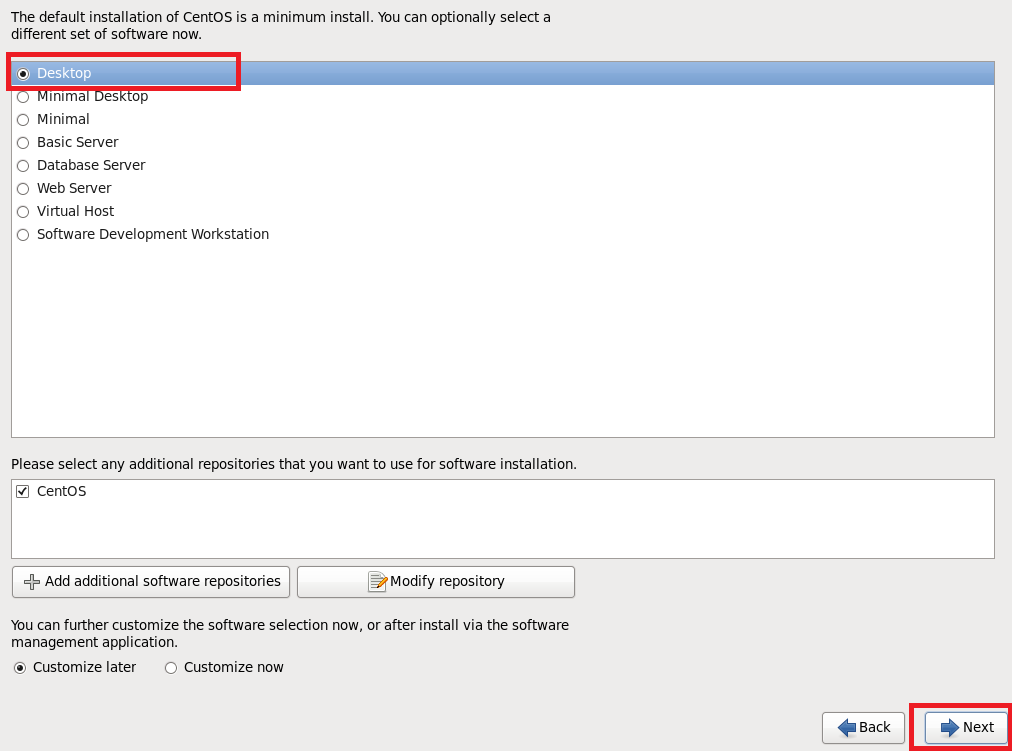 The default installation of CentOS is a minimum install. You can optionally select a
different set of software now.
Desktop
Minimal Desktop
Minimal
Basic Server
Database Server
Web Server
Virtual Host
Software Development Workstation
Please select any additional repositories that you want to use for software installation.
CentOS
Add additional software repositories
Modify repository
You can further customize the software selection now, or after install via the software
management application.
Customize later
Customize now
Back
Next